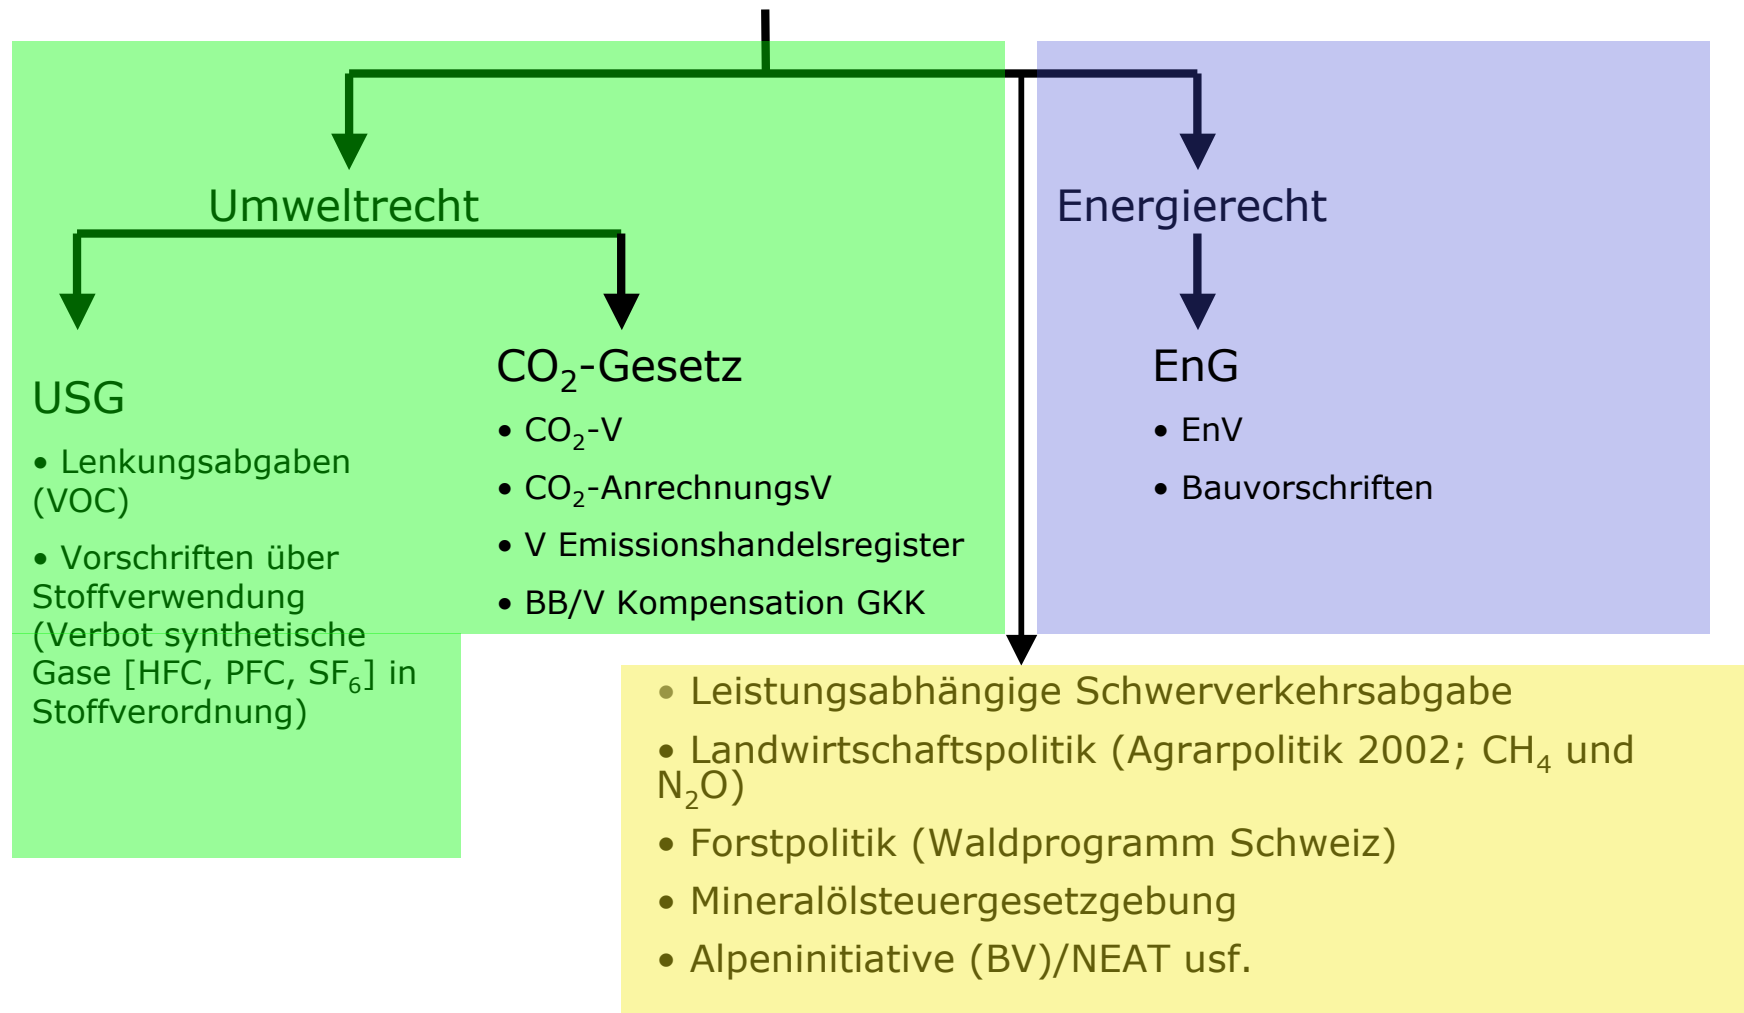 Umweltrecht
Energierecht
USG
• Lenkungsabgaben
(VOC)
• Vorschriften über
Stoffverwendung
(Verbot synthetische
Gase [HFC, PFC, SF₆] in
Stoffverordnung)
CO₂-Gesetz
• CO₂-V
• CO₂-AnrechnungsV
• V Emissionshandelsregister
• BB/V Kompensation GKK
EnG
• EnV
• Bauvorschriften
• Leistungsabhängige Schwerverkehrsabgabe
• Landwirtschaftspolitik (Agrarpolitik 2002; CH₄ und
N₂O)
• Forstpolitik (Waldprogramm Schweiz)
• Mineralölsteuergesetzgebung
• Alpeninitiative (BV)/NEAT usf.